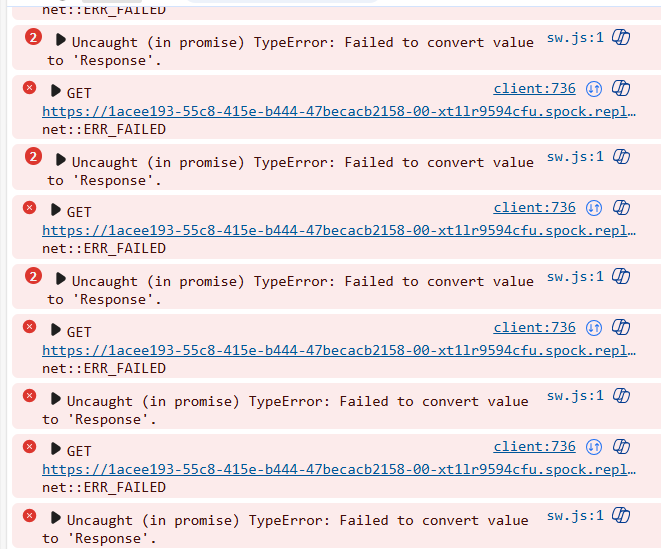 net::ERR_FAILED
2 Uncaught (in promise) TypeError: Failed to convert value sw.js:1
to 'Response'.
GET client:736
https://1acee193-55c8-415e-b444-47becacb2158-00-xt1lr9594cfu.spock.repl…
net::ERR_FAILED
2 Uncaught (in promise) TypeError: Failed to convert value sw.js:1
to 'Response'.
GET client:736
https://1acee193-55c8-415e-b444-47becacb2158-00-xt1lr9594cfu.spock.repl…
net::ERR_FAILED
2 Uncaught (in promise) TypeError: Failed to convert value sw.js:1
to 'Response'.
GET client:736
https://1acee193-55c8-415e-b444-47becacb2158-00-xt1lr9594cfu.spock.repl…
net::ERR_FAILED
Uncaught (in promise) TypeError: Failed to convert value sw.js:1
to 'Response'.
GET client:736
https://1acee193-55c8-415e-b444-47becacb2158-00-xt1lr9594cfu.spock.repl…
net::ERR_FAILED
Uncaught (in promise) TypeError: Failed to convert value sw.js:1
to 'Response'.